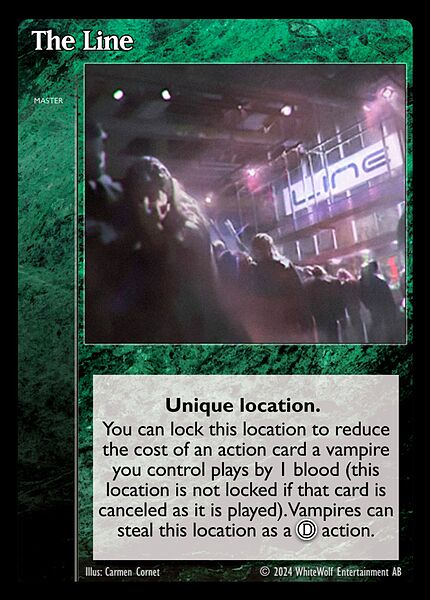 The Line
MASTER
LINE
Unique location.
You can lock this location to reduce
the cost of an action card a vampire
you control plays by 1 blood (this
location is not locked if that card is
canceled as it is played).Vampires can
steal this location as a Ⓓ action.
Illus: Carmen Cornet
© 2024 WhiteWolf Entertainment AB